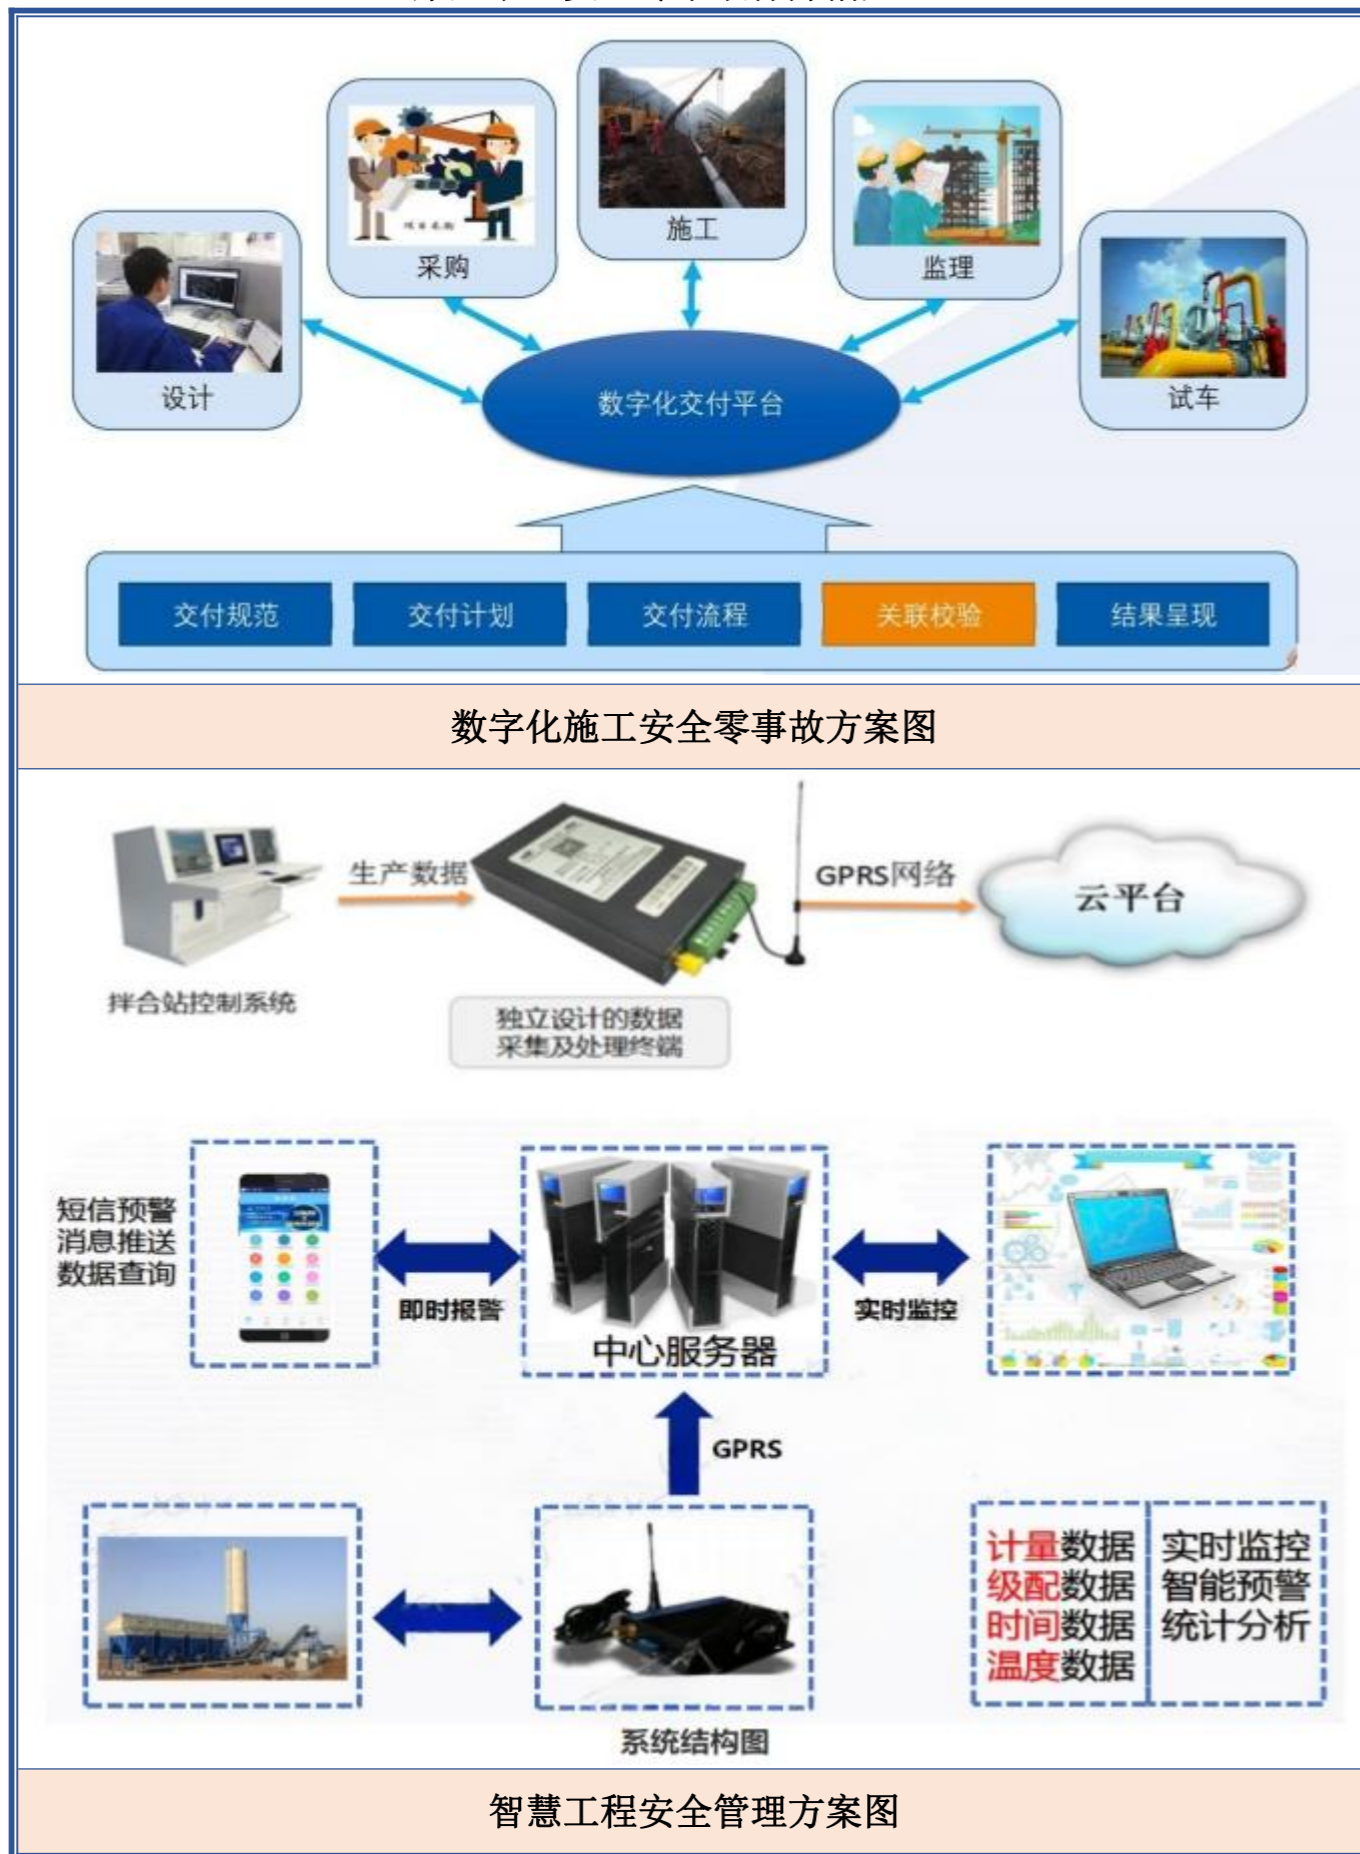 施工
采购
监理
设计
试车
数字化交付平台
交付规范
交付计划
交付流程
关联校验
结果呈现
数字化施工安全零事故方案图
生产数据
GPRS网络
云平台
拌合站控制系统
独立设计的数据
采集及处理终端
短信预警
消息推送
数据查询
即时报警
中心服务器
实时监控
GPRS
计量数据
级配数据
时间数据
温度数据
实时监控
智能预警
统计分析
系统结构图
智慧工程安全管理方案图